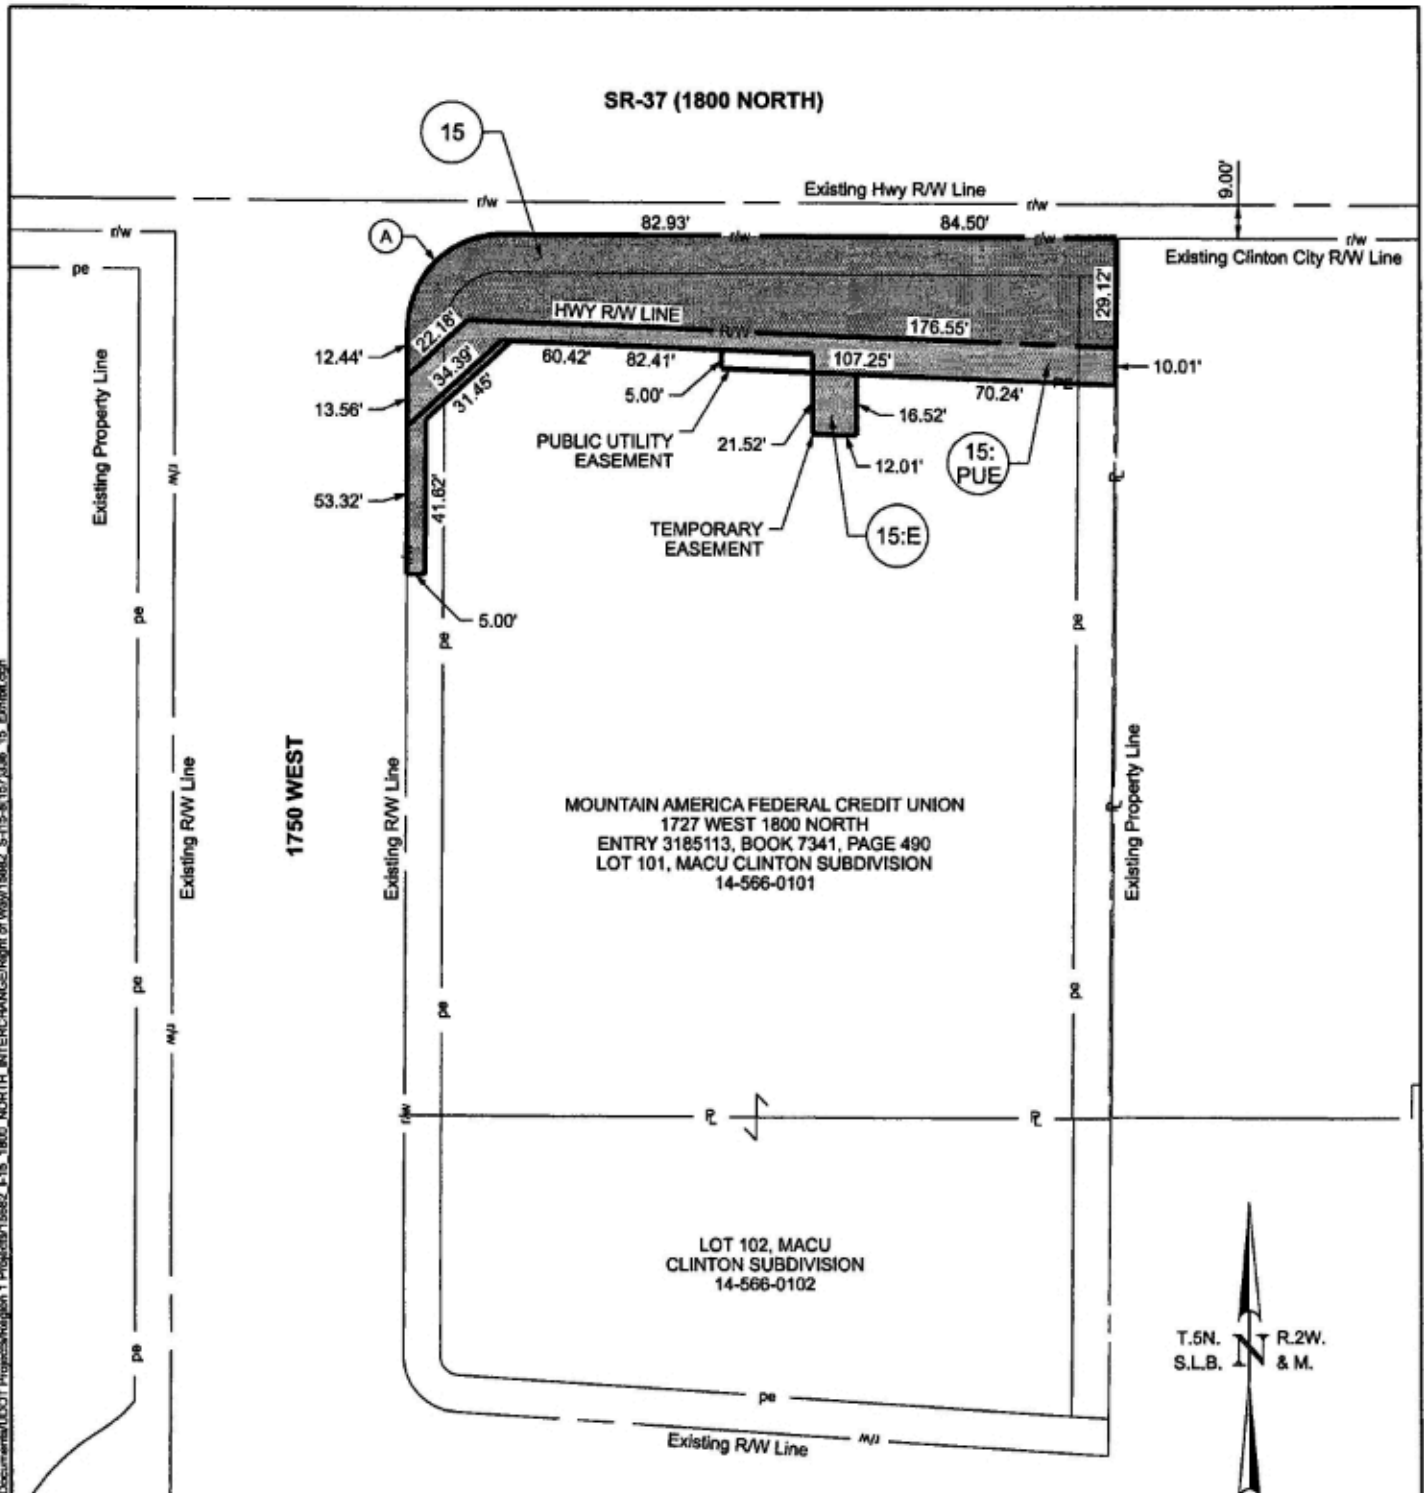 SR-37 (1800 NORTH)
15
Existing Hwy R/W Line
9.00'
r/w
r/w
r/w
A
82.93'
r/w
84.50'
r/w
r/w
Existing Clinton City R/W Line
pe
29.12'
HWY R/W LINE
R/W
176.55'
22.18'
12.44'
34.39'
31.45'
60.42'
82.41'
107.25'
10.01'
PE
70.24'
5.00'
13.56'
16.52'
21.52'
12.01'
PUBLIC UTILITY
EASEMENT
15:
PUE
PL
Existing Property Line
r/w
53.32'
41.62'
TEMPORARY
EASEMENT
15:E
5.00'
pe
pe
pe
1750 WEST
Existing R/W Line
Existing R/W Line
PL
Existing Property Line
MOUNTAIN AMERICA FEDERAL CREDIT UNION
1727 WEST 1800 NORTH
ENTRY 3185113, BOOK 7341, PAGE 490
LOT 101, MACU CLINTON SUBDIVISION
14-566-0101
pe
pe
pe
r/w
r/w
PL
PL
LOT 102, MACU
CLINTON SUBDIVISION
14-566-0102
pe
pe
Existing R/W Line
r/w
T.5N.
R.2W.
S.L.B.
& M.
N